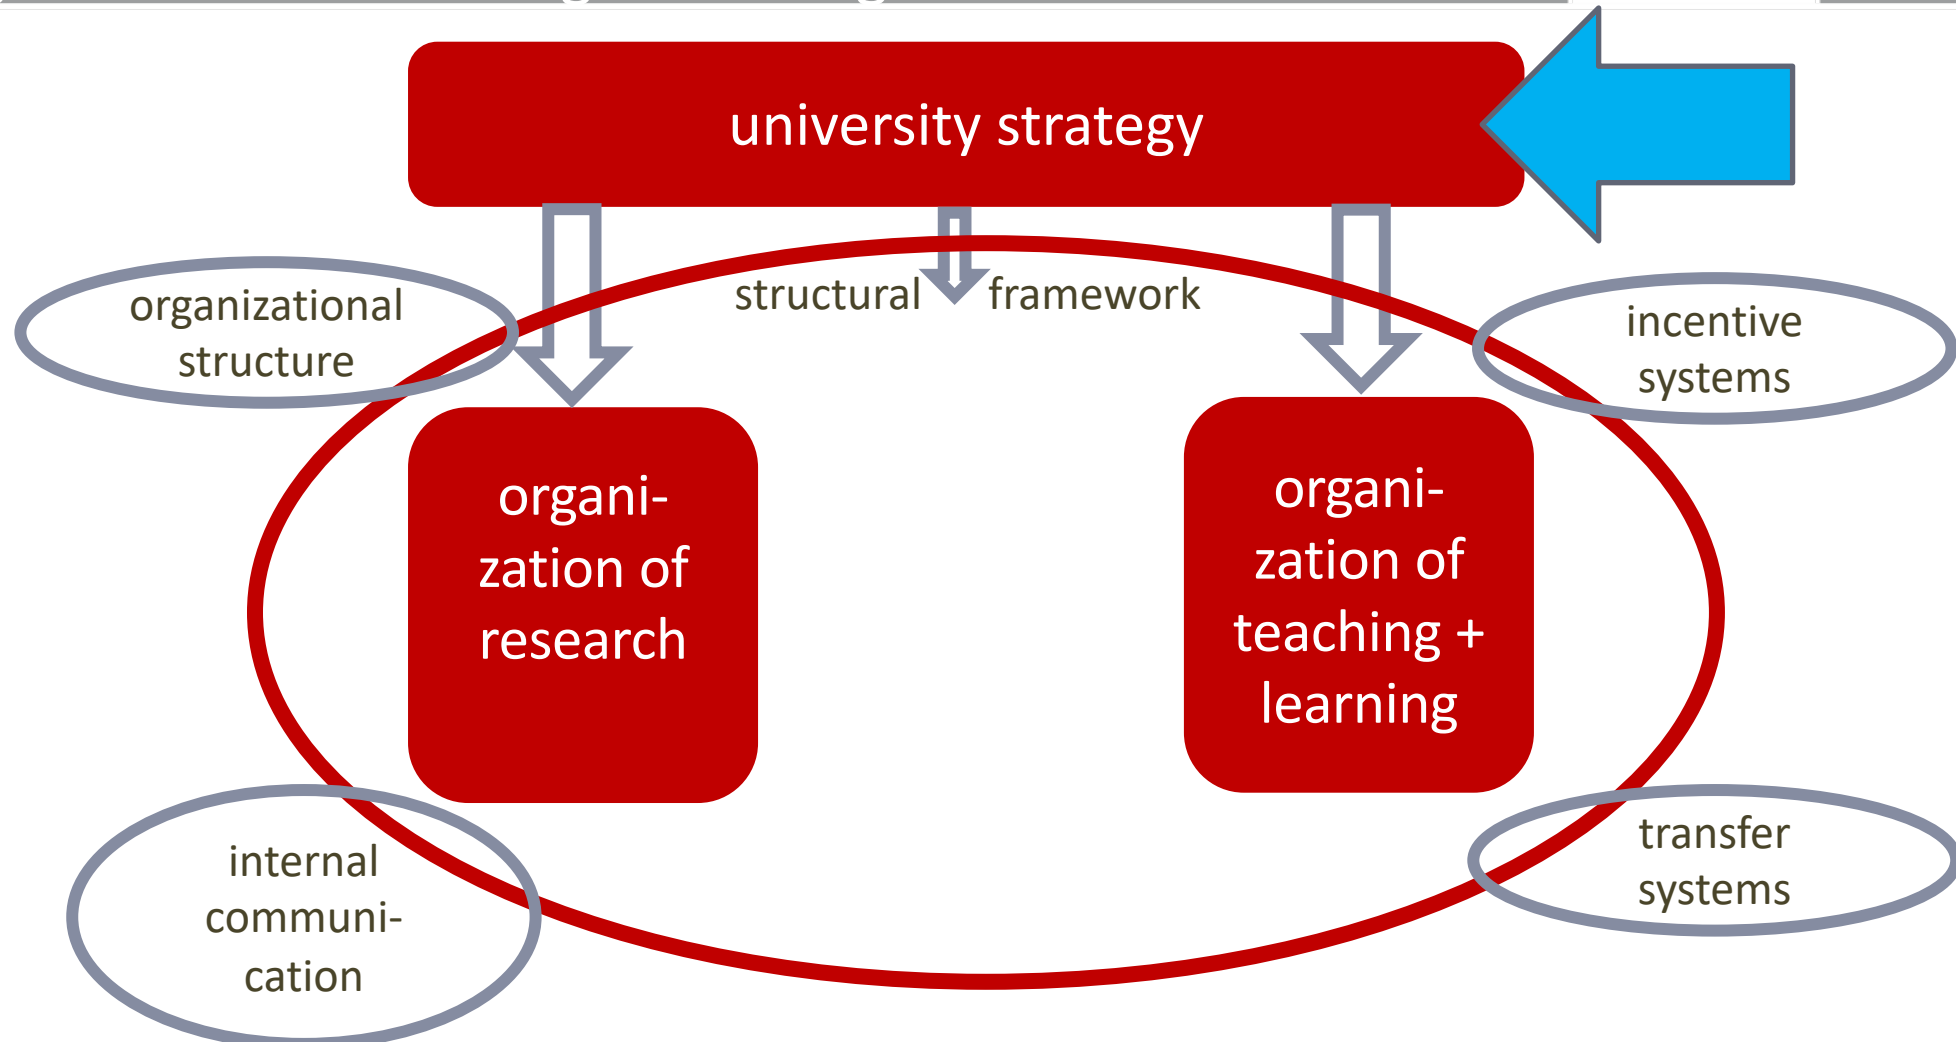 university strategy
structural framework
organizational
structure
incentive
systems
organi-
zation of
research
organi-
zation of
teaching +
learning
internal
communi-
cation
transfer
systems